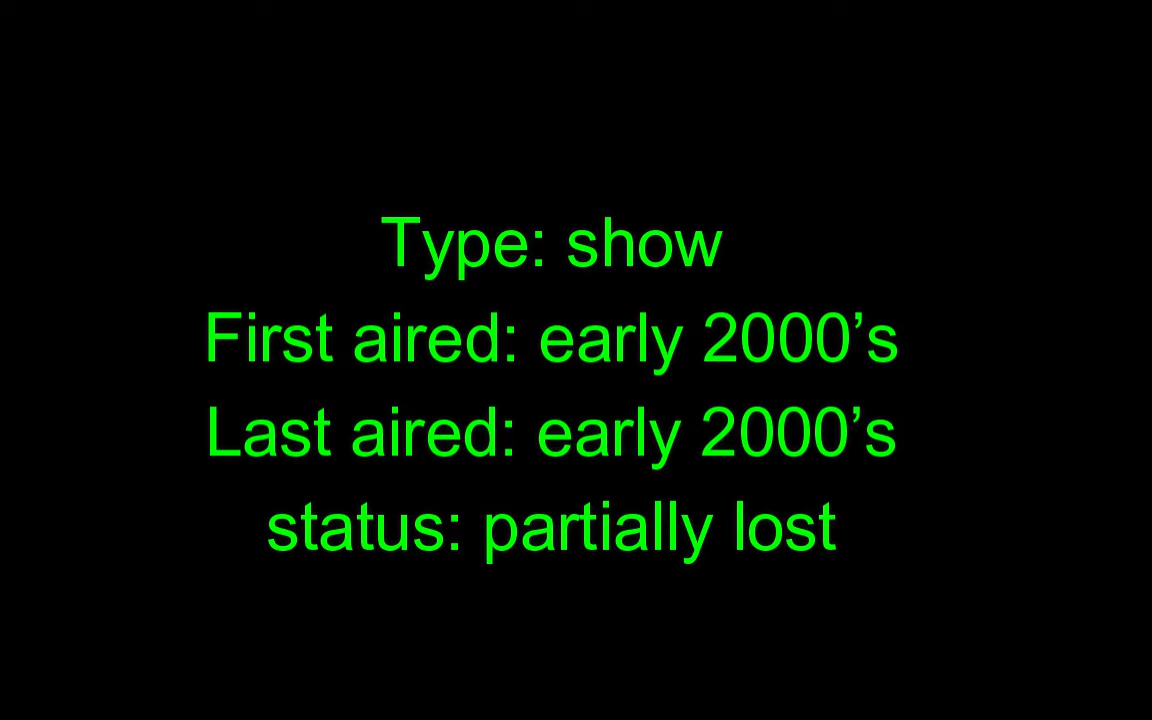 Type: show
First aired: early 2000’s
Last aired: early 2000’s
status: partially lost